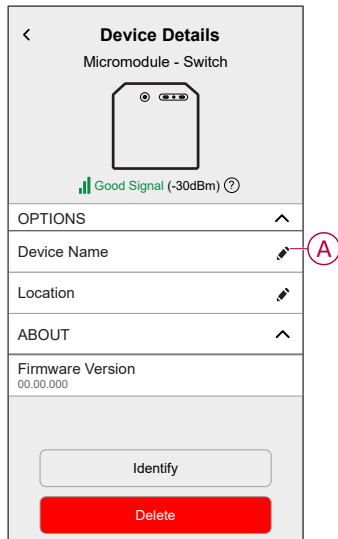 Device Details
Micromodule - Switch
Good Signal (-30dBm) ?
OPTIONS
Device Name
A
Location
ABOUT
Firmware Version
00.00.000
Identify
Delete